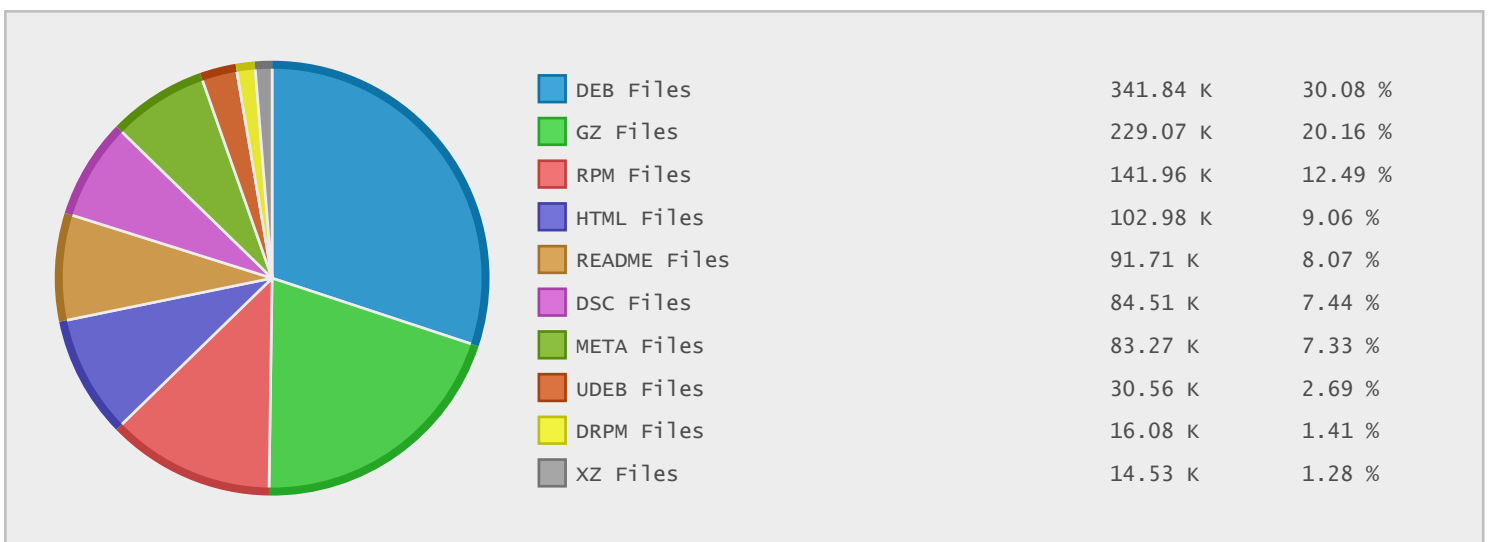 DEB Files 341.84 K 30.08 %
GZ Files 229.07 K 20.16 %
RPM Files 141.96 K 12.49 %
HTML Files 102.98 K 9.06 %
README Files 91.71 K 8.07 %
DSC Files 84.51 K 7.44 %
META Files 83.27 K 7.33 %
UDEB Files 30.56 K 2.69 %
DRPM Files 16.08 K 1.41 %
XZ Files 14.53 K 1.28 %